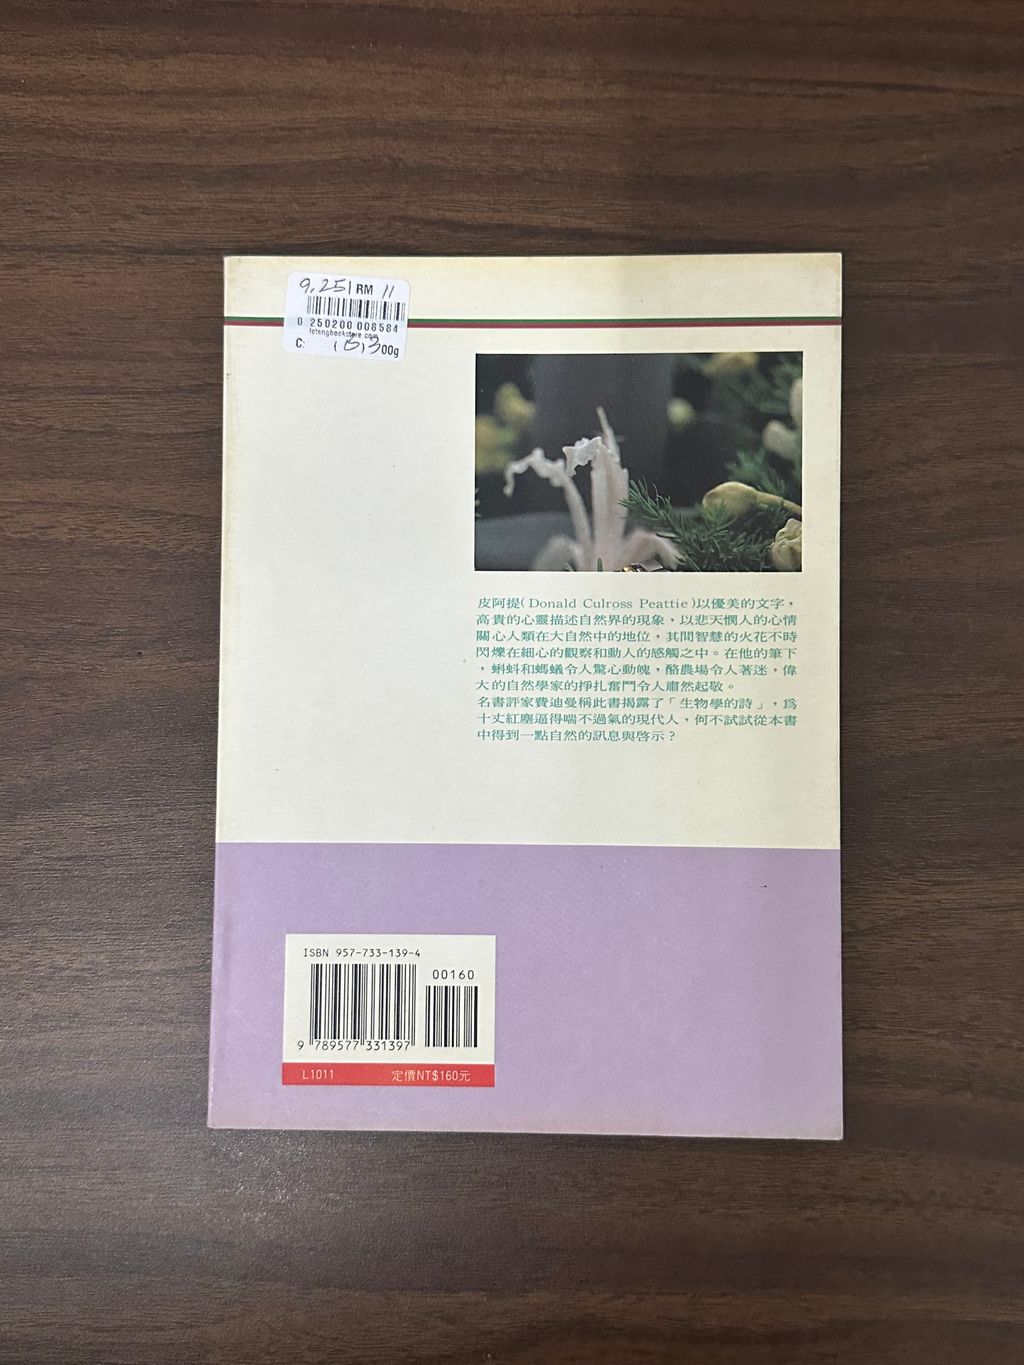 9,251 RM 11
0 250200 006584
letengbookstore.com
C: 00g
皮阿提(Donald Culross Peattie)以優美的文字，
高貴的心靈描述自然界的現象，以悲天憫人的心情
關心人類在大自然中的地位，其間智慧的火花不時
閃爍在細心的觀察和動人的感觸之中。在他的筆下
，蝌蚪和螞蟻令人驚心動魄，酪農場令人著迷，偉
大的自然學家的掙扎奮鬥令人肅然起敬。
名書評家費迪曼稱此書揭露了「生物學的詩」，爲
十丈紅塵逼得喘不過氣的現代人，何不試試從本書
中得到一點自然的訊息與啓示？
ISBN 957-733-139-4
00160
9 789577 331397
L1011 定價NT$160元